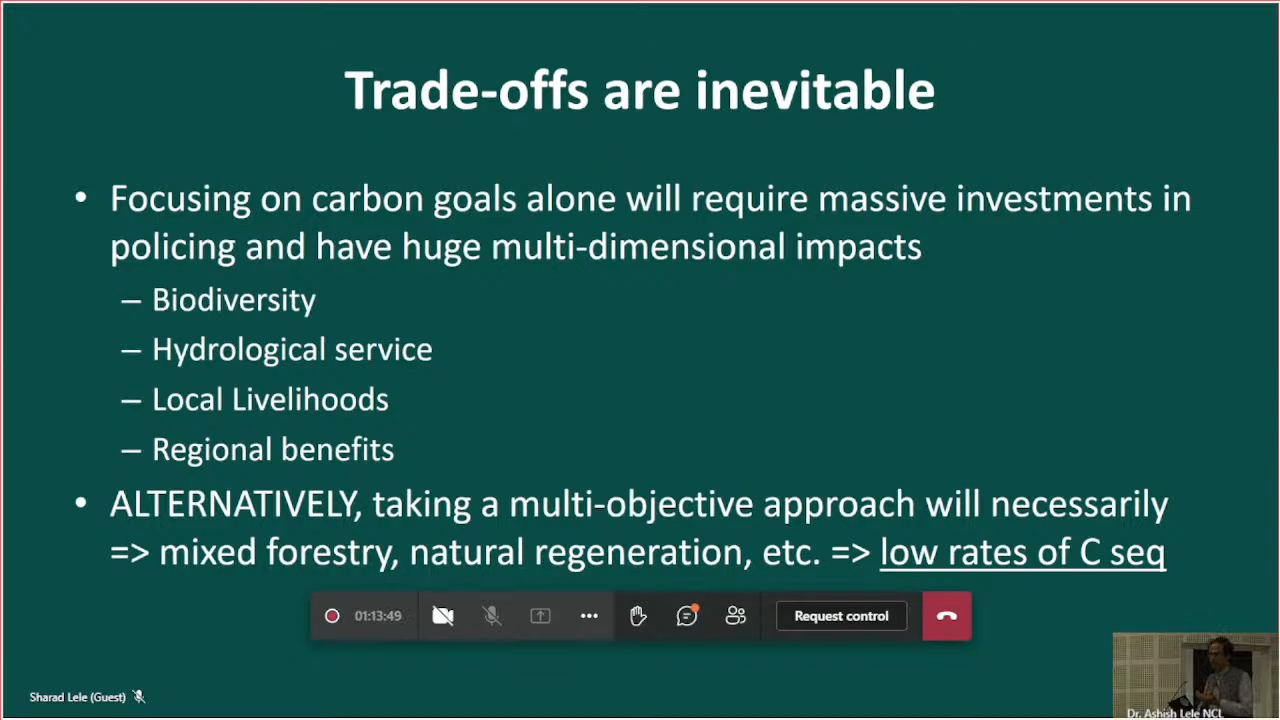 Trade-offs are inevitable
• Focusing on carbon goals alone will require massive investments in
policing and have huge multi-dimensional impacts
– Biodiversity
– Hydrological service
– Local Livelihoods
– Regional benefits
• ALTERNATIVELY, taking a multi-objective approach will necessarily
=> mixed forestry, natural regeneration, etc. => low rates of C seq
01:13:49
Request control
Sharad Lele (Guest)
Dr. Ashish Lele NCL